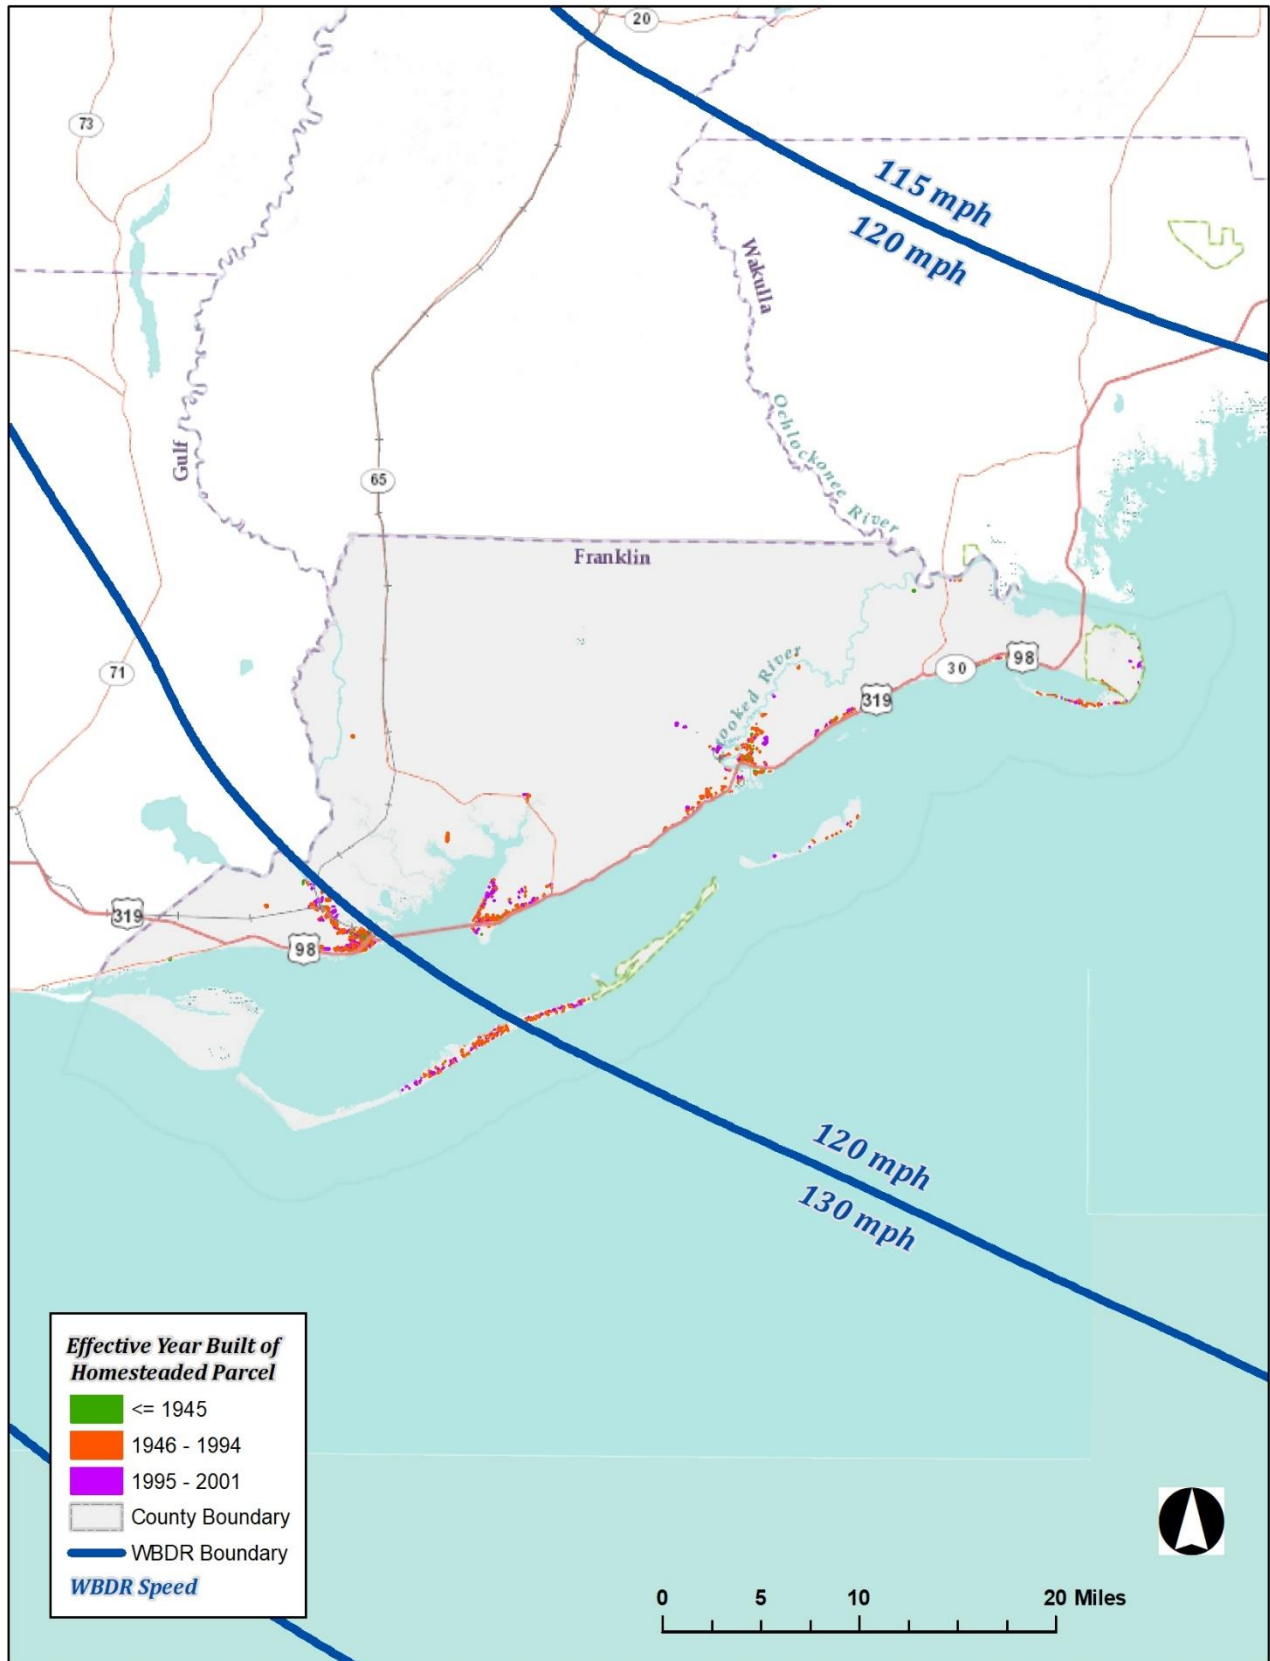 20
73
115 mph
120 mph
Wakulla
Gulf
Ochlockonee River
65
Franklin
71
98
30
319
ooked River
319
98
120 mph
130 mph
Effective Year Built of
Homesteaded Parcel
<= 1945
1946 - 1994
1995 - 2001
County Boundary
WBDR Boundary
WBDR Speed
0 5 10 20 Miles